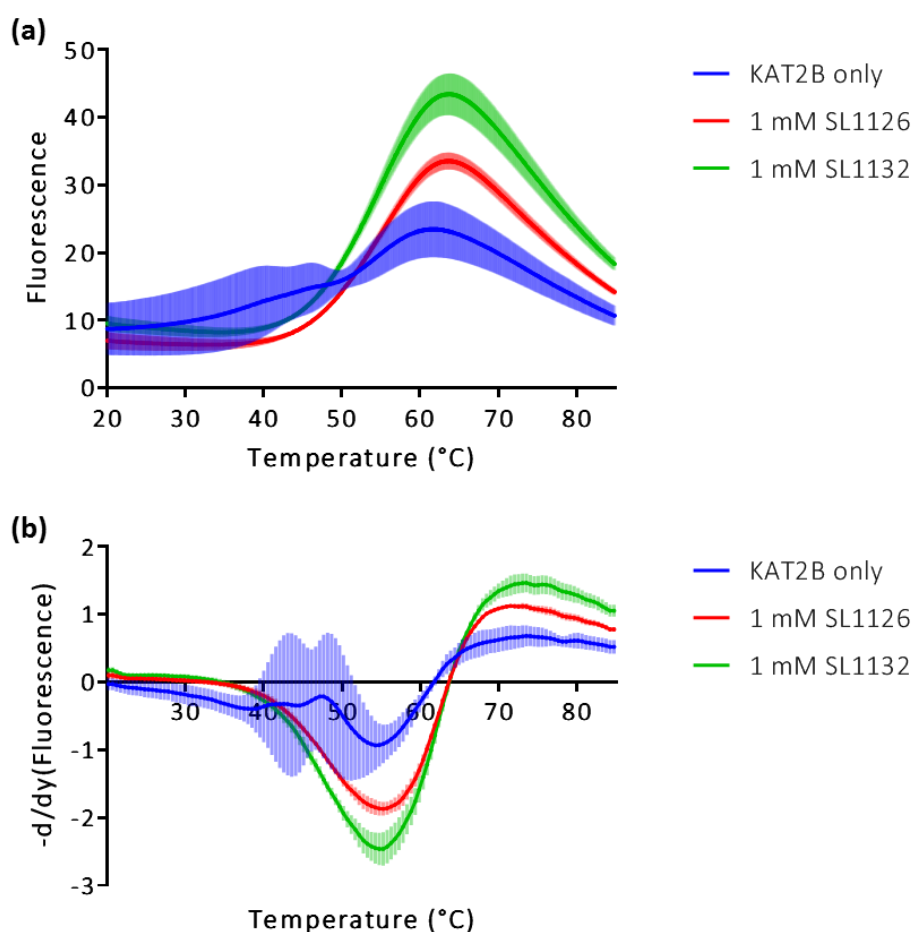 (a)
50
40
30
20
10
0
Fluorescence
20 30 40 50 60 70 80
Temperature (°C)
KAT2B only
1 mM SL1126
1 mM SL1132
(b)
2
1
0
-1
-2
-3
-d/dy(Fluorescence)
30 40 50 60 70 80
Temperature (°C)
KAT2B only
1 mM SL1126
1 mM SL1132